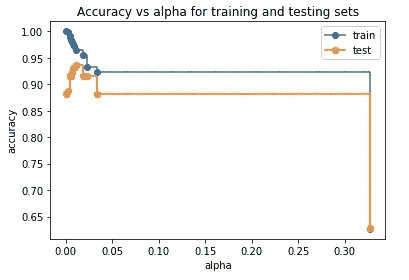 Accuracy vs alpha for training and testing sets
train
test
accuracy
1.00
0.95
0.90
0.85
0.80
0.75
0.70
0.65
0.00 0.05 0.10 0.15 0.20 0.25 0.30
alpha